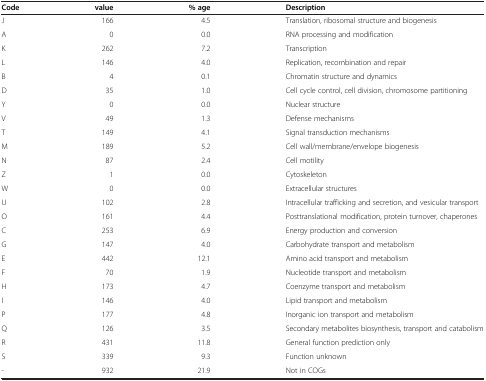 Code value % age Description
J 166 4.5 Translation, ribosomal structure and biogenesis
A 0 0.0 RNA processing and modification
K 262 7.2 Transcription
L 146 4.0 Replication, recombination and repair
B 4 0.1 Chromatin structure and dynamics
D 35 1.0 Cell cycle control, cell division, chromosome partitioning
Y 0 0.0 Nuclear structure
V 49 1.3 Defense mechanisms
T 149 4.1 Signal transduction mechanisms
M 189 5.2 Cell wall/membrane/envelope biogenesis
N 87 2.4 Cell motility
Z 1 0.0 Cytoskeleton
W 0 0.0 Extracellular structures
U 102 2.8 Intracellular trafficking and secretion, and vesicular transport
O 161 4.4 Posttranslational modification, protein turnover, chaperones
C 253 6.9 Energy production and conversion
G 147 4.0 Carbohydrate transport and metabolism
E 442 12.1 Amino acid transport and metabolism
F 70 1.9 Nucleotide transport and metabolism
H 173 4.7 Coenzyme transport and metabolism
I 146 4.0 Lipid transport and metabolism
P 177 4.8 Inorganic ion transport and metabolism
Q 126 3.5 Secondary metabolites biosynthesis, transport and catabolism
R 431 11.8 General function prediction only
S 339 9.3 Function unknown
- 932 21.9 Not in COGs